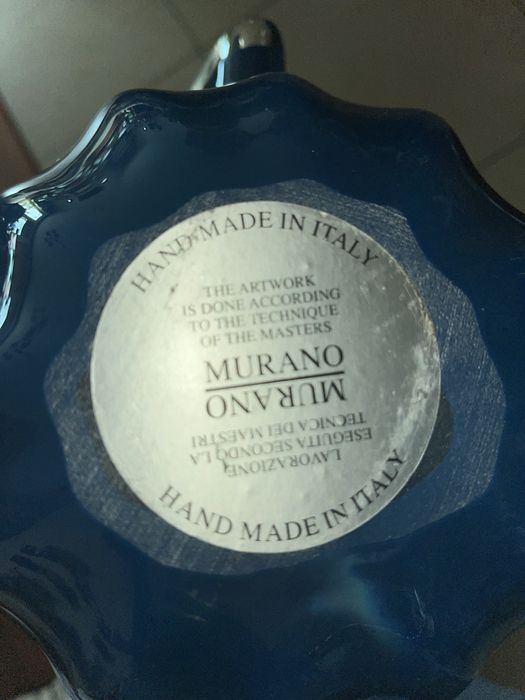 HAND MADE IN ITALY
THE ARTWORK
IS DONE ACCORDING
TO THE TECHNIQUE
OF THE MASTERS
MURANO
MURANO
LAVORAZIONE
ESEGUITA SECONDO LA
TECNICA DEI MAESTRI
HAND MADE IN ITALY